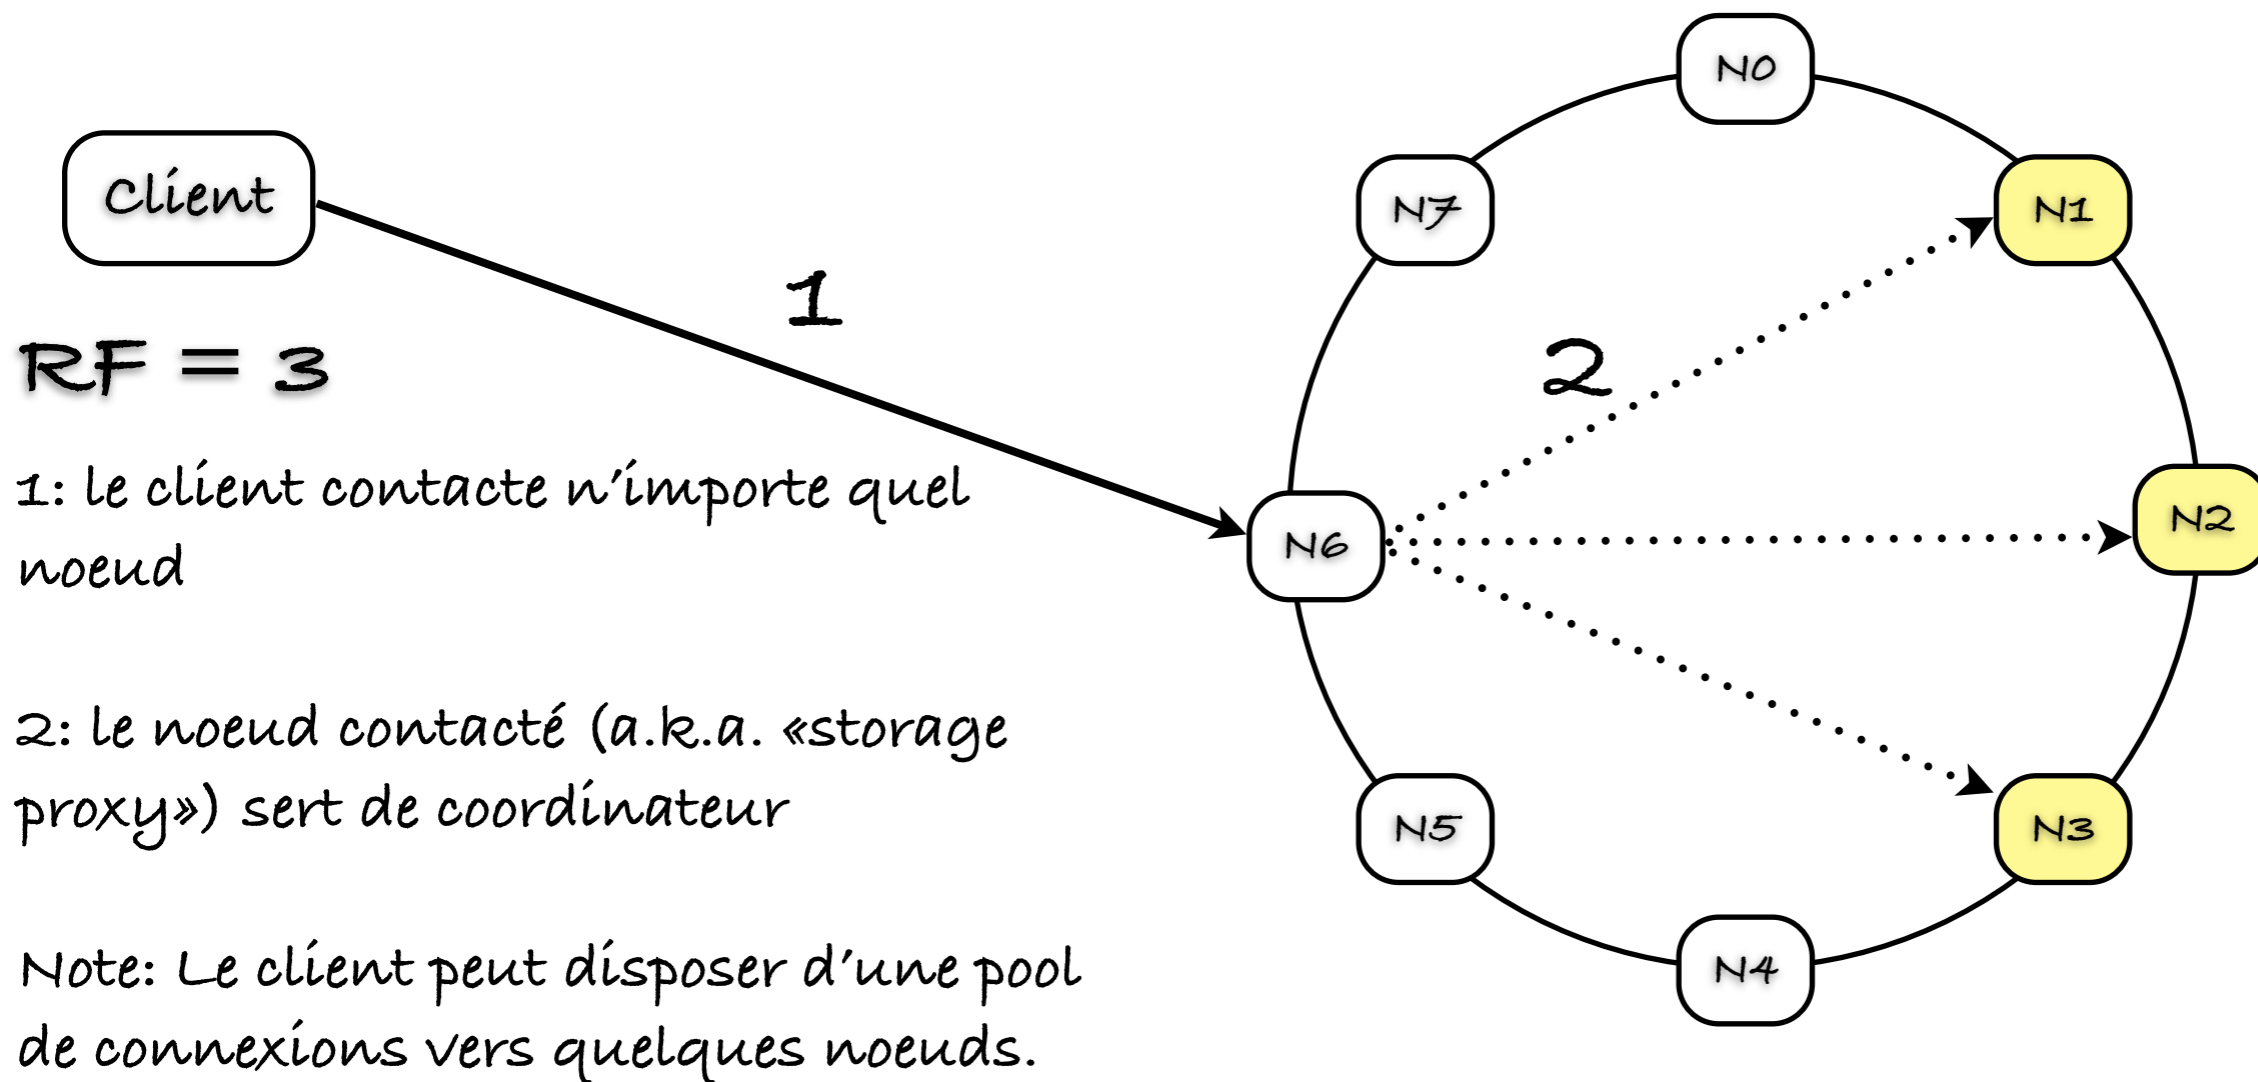 N0
Client
N7
N1
1
RF = 3
2
1: le client contacte n'importe quel
noeud
N6
N2
2: le noeud contacté (a.k.a. «storage
proxy») sert de coordinateur
N5
N3
Note: Le client peut disposer d'une pool
de connexions vers quelques noeuds.
N4